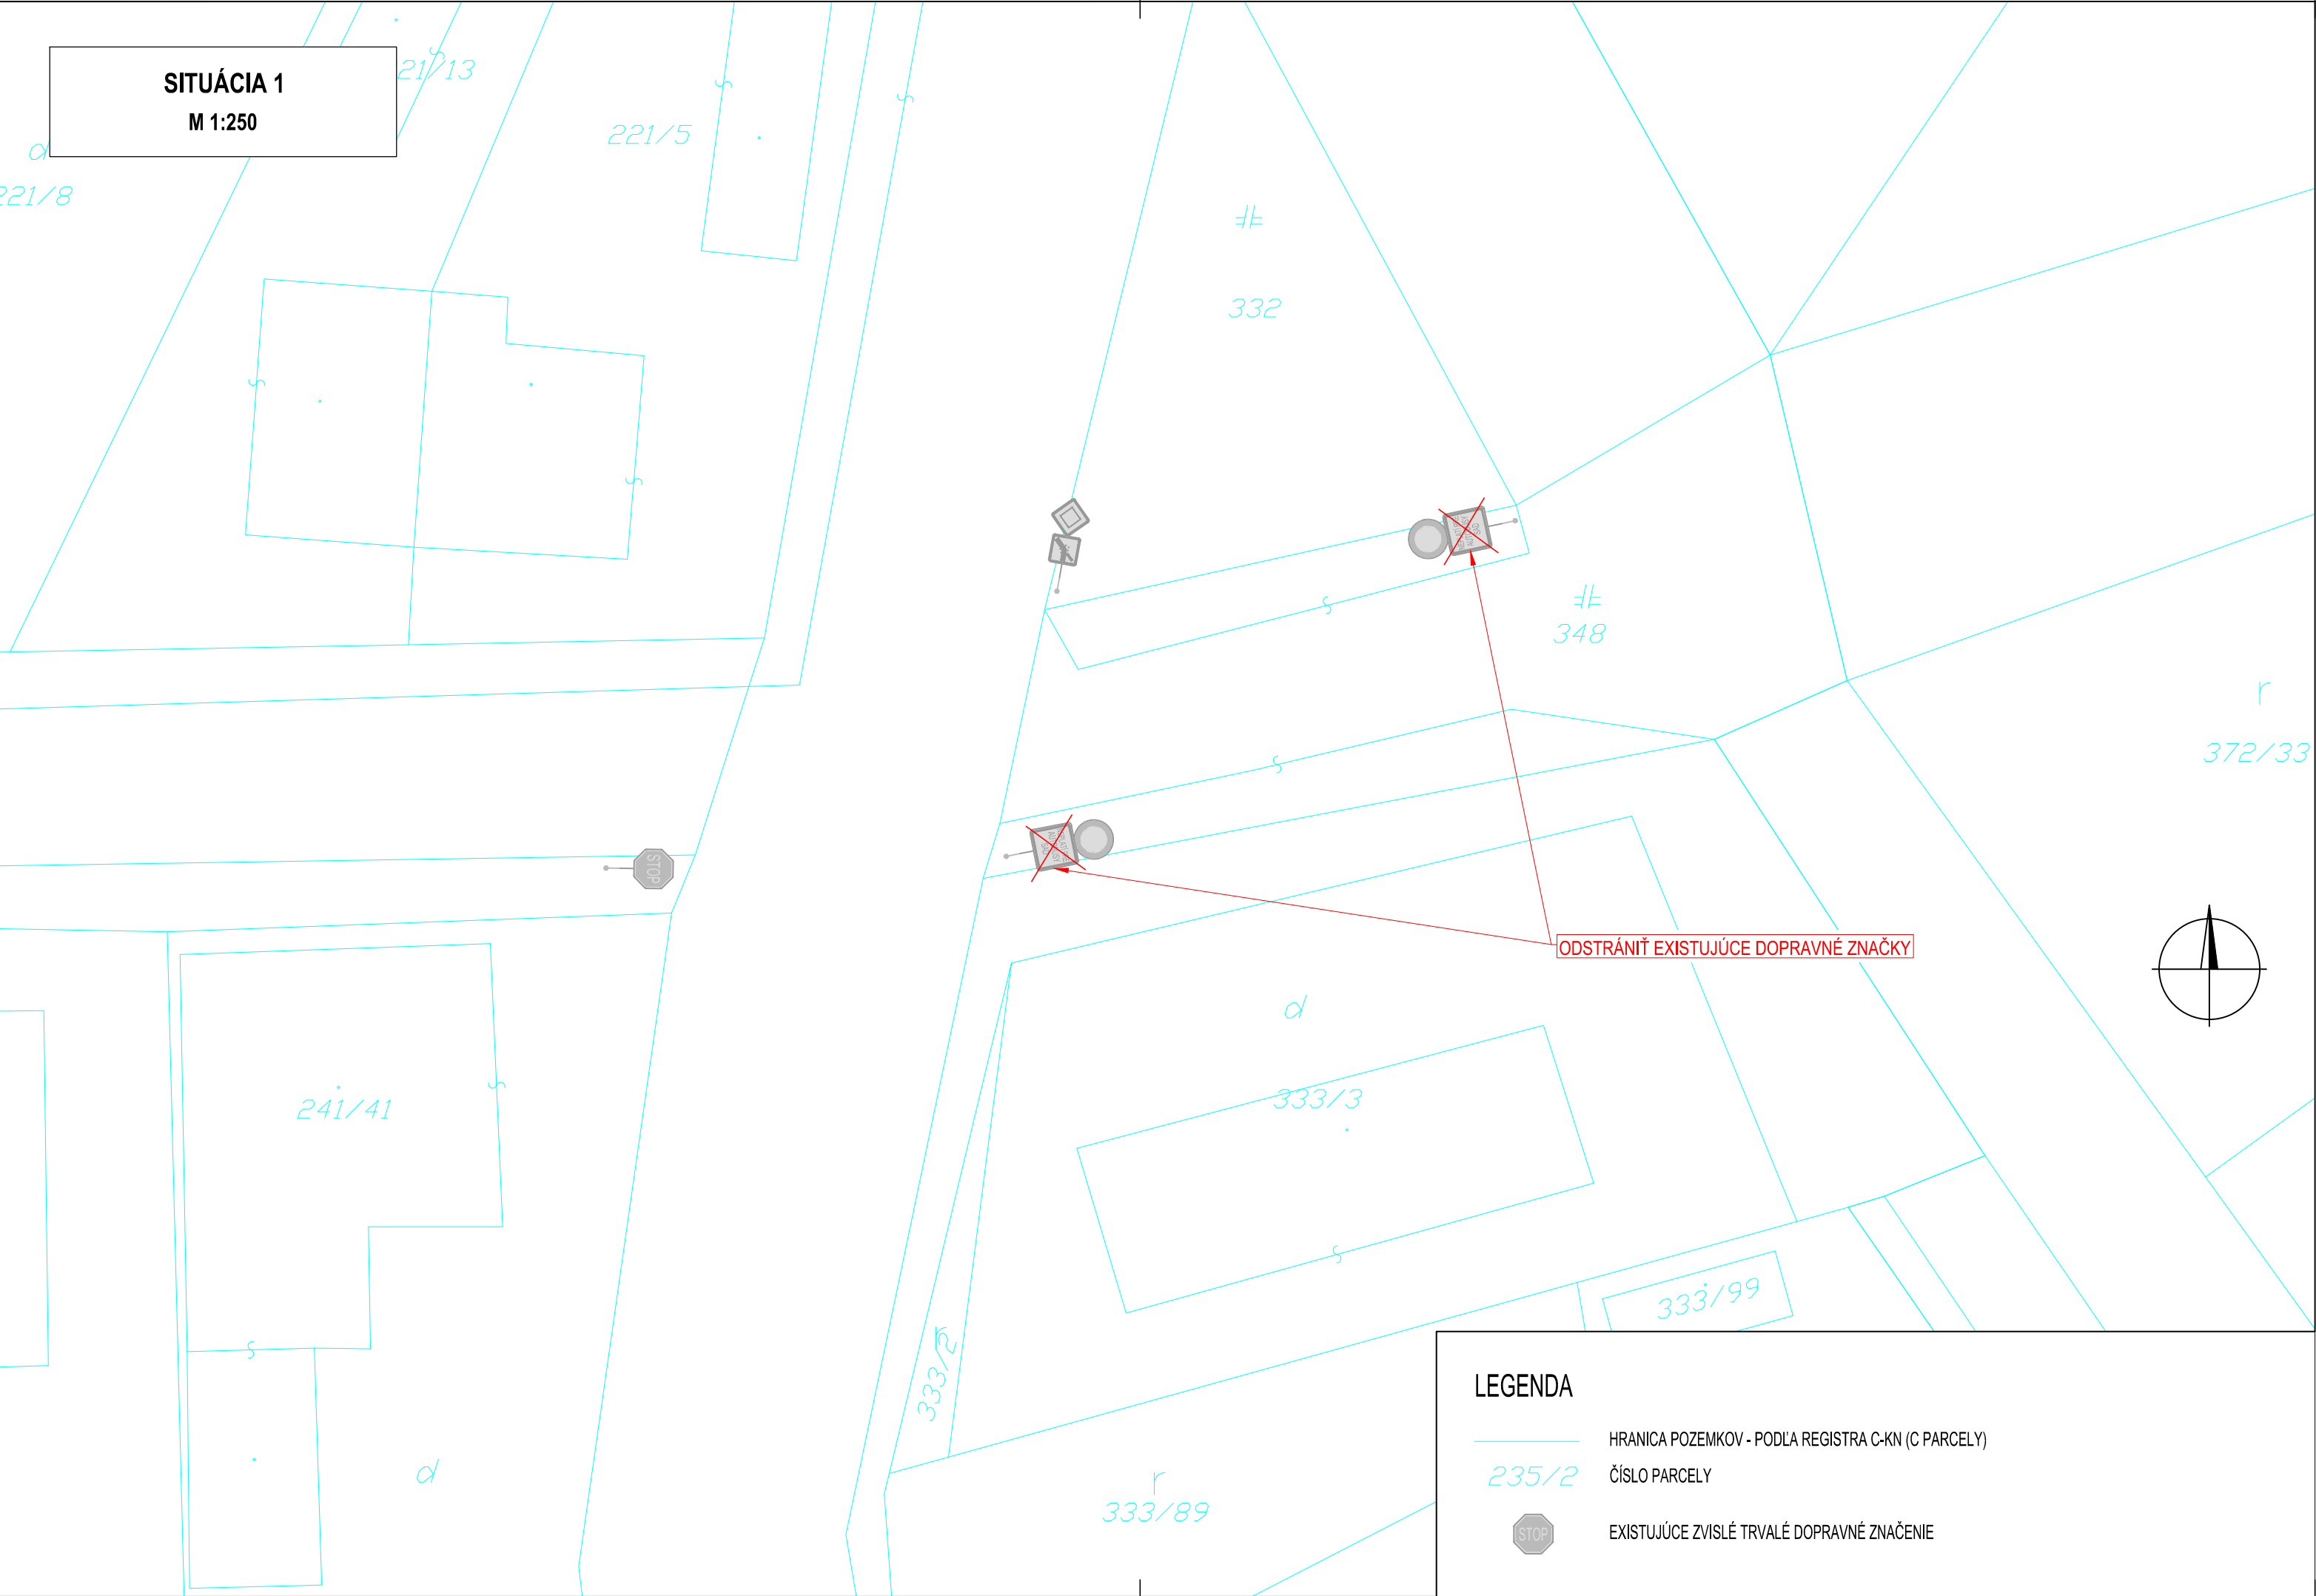 SITUÁCIA 1
M 1:250
21/13
221/5
d
221/8
332
348
r
372/33
STOP
ODSTRÁNIŤ EXISTUJÚCE DOPRAVNÉ ZNAČKY
d
241/41
333/3
333/99
333/2
r
d
r
333/89
LEGENDA
HRANICA POZEMKOV - PODĽA REGISTRA C-KN (C PARCELY)
235/2 ČÍSLO PARCELY
STOP EXISTUJÚCE ZVISLÉ TRVALÉ DOPRAVNÉ ZNAČENIE